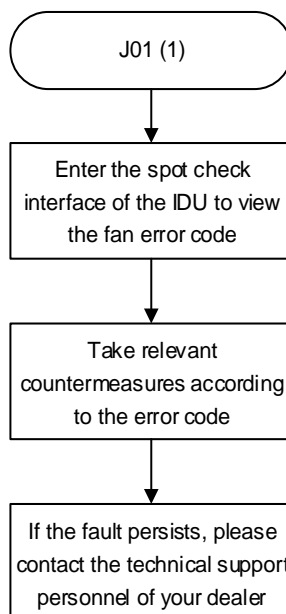 J01 (1)
Enter the spot check
interface of the IDU to view
the fan error code
Take relevant
countermeasures according
to the error code
If the fault persists, please
contact the technical support
personnel of your dealer